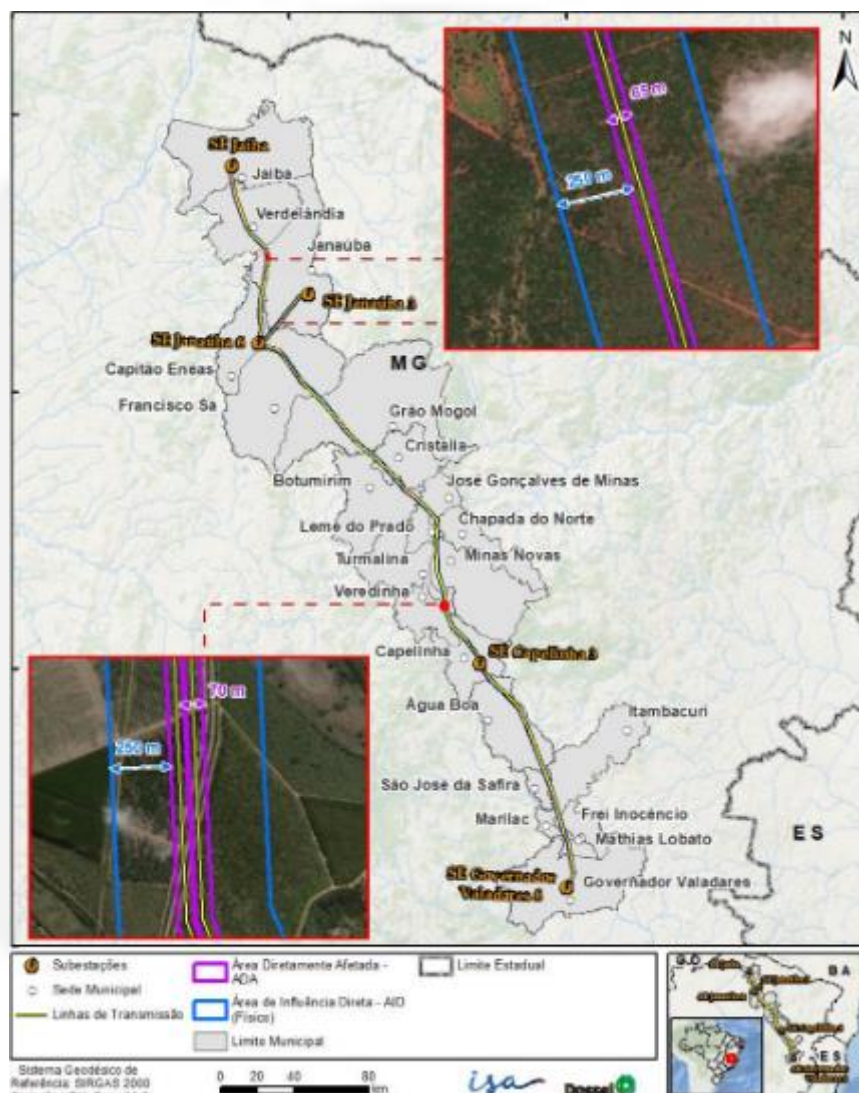 N
65 m
250 m
SE Jaíba
Jaíba
Verdelândia
Janaúba
SE Janaúba 3
SE Janaúba 6
MG
Capitão Enéas
Francisco Sá
Grão Mogol
Cristália
Botumirim
José Gonçalves de Minas
Leme do Prado
Chapada do Norte
Turmalina
Minas Novas
Veredinha
Capelinha
SE Capelinha 3
70 m
250 m
Água Boa
Itambacuri
São José da Safira
Marilac
Frei Inocêncio
Mathias Lobato
ES
SE Governador
Valadares 6
Governador Valadares
Subestações
Sede Municipal
Linhas de Transmissão
Área Diretamente Afetada -
ADA
Área de Influência Direta - AID
(Físico)
Limite Municipal
Limite Estadual
BA
ES
Sistema Geodésico de
Referência: SIRGAS 2000
0 20 40 80
km
isa
Dossel